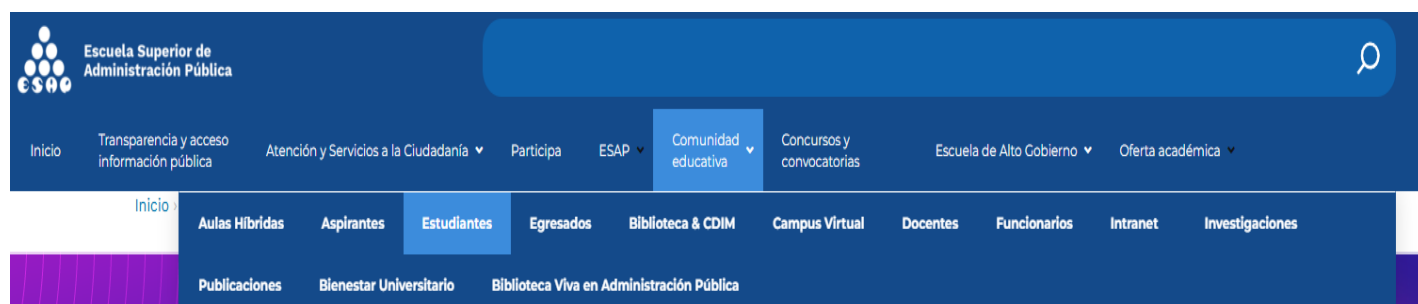 Escuela Superior de
Administración Pública
ESAP
Inicio
Transparencia y acceso
información pública
Atención y Servicios a la Ciudadanía
Participa
ESAP
Comunidad
educativa
Concursos y
convocatorias
Escuela de Alto Gobierno
Oferta académica
Inicio ›
Aulas Híbridas Aspirantes Estudiantes Egresados Biblioteca & CDIM Campus Virtual Docentes Funcionarios Intranet Investigaciones
Publicaciones Bienestar Universitario Biblioteca Viva en Administración Pública